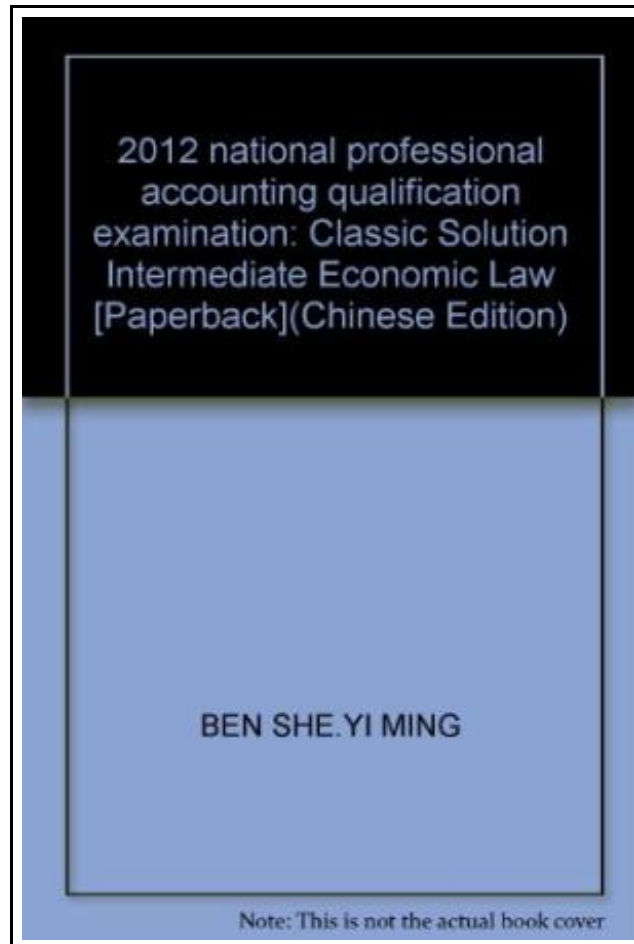 2012 national professional
accounting qualification
examination: Classic Solution
Intermediate Economic Law
[Paperback](Chinese Edition)
BEN SHE.YI MING
Note: This is not the actual book cover